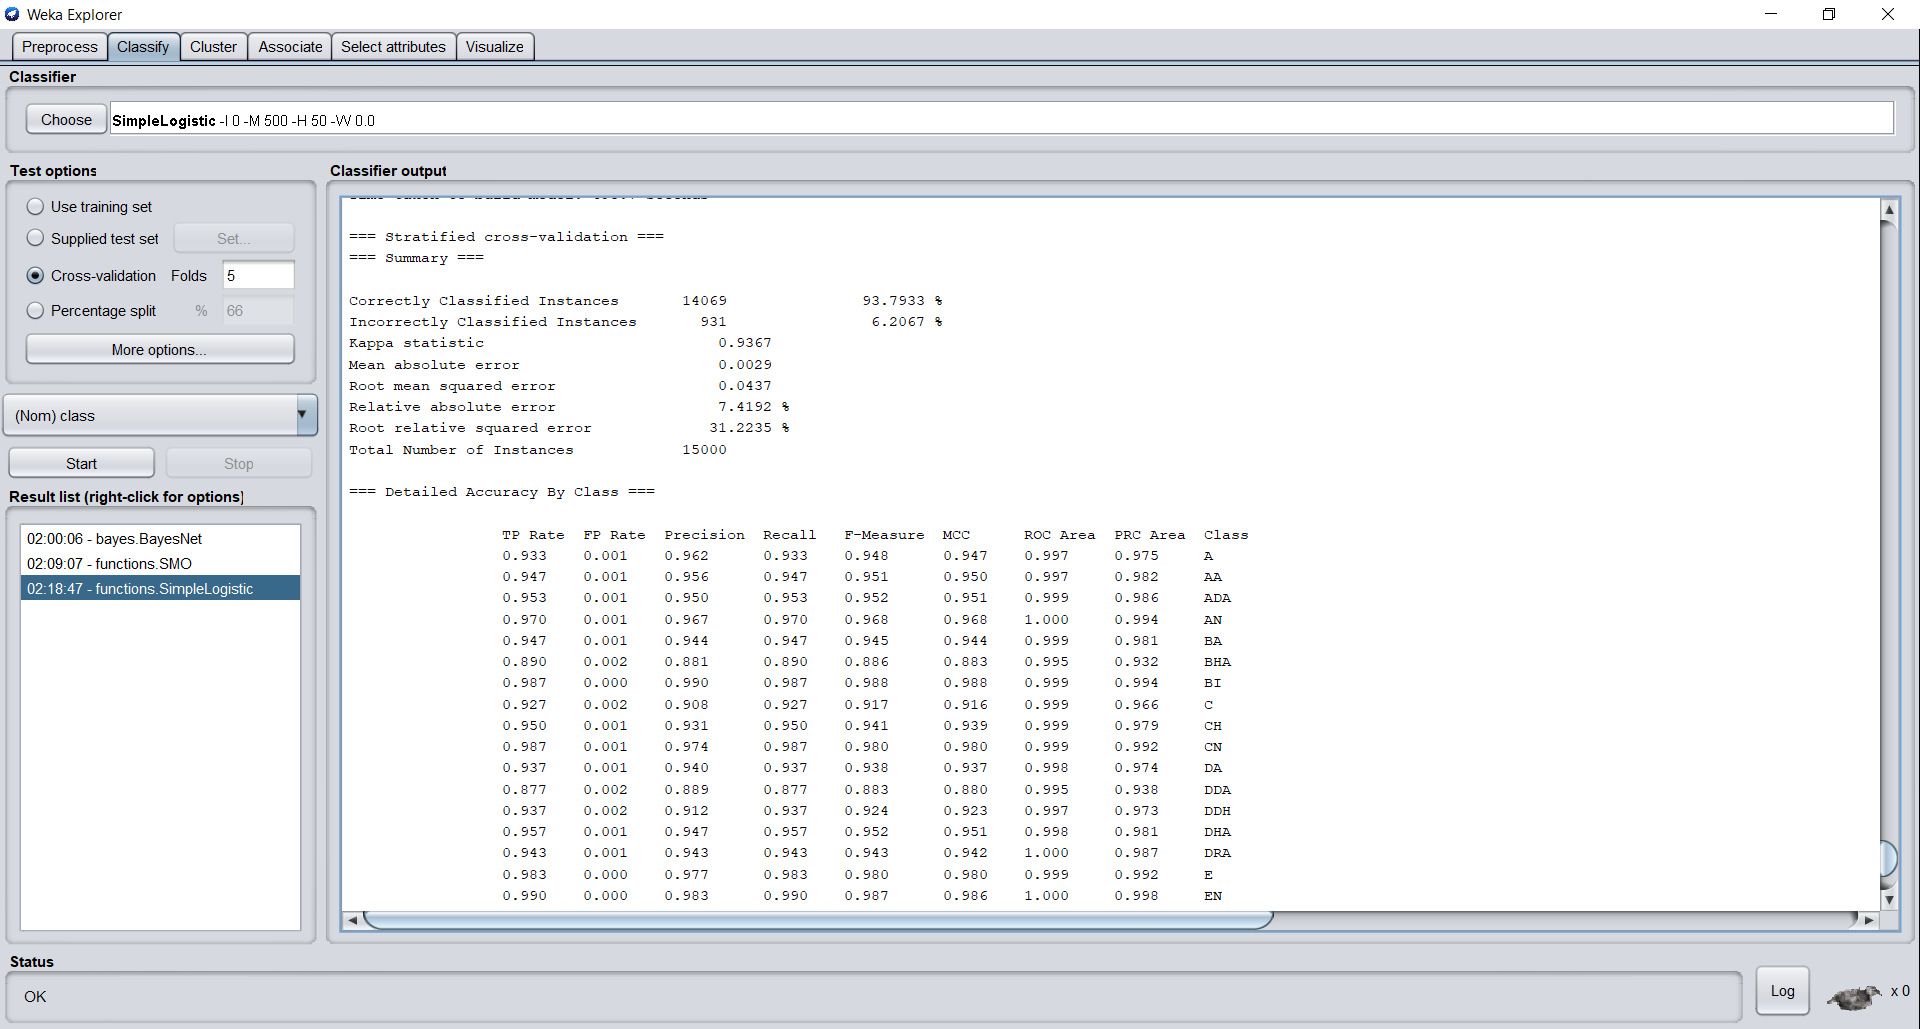 Weka Explorer
Preprocess Classify Cluster Associate Select attributes Visualize
Classifier
Choose SimpleLogistic -I 0 -M 500 -H 50 -W 0.0
Test options
Use training set
Supplied test set Set...
Cross-validation Folds 5
Percentage split % 66
More options...
(Nom) class
Start Stop
Result list (right-click for options)
02:00:06 - bayes.BayesNet
02:09:07 - functions.SMO
02:18:47 - functions.SimpleLogistic
Classifier output
=== Stratified cross-validation ===
=== Summary ===
Correctly Classified Instances 14069 93.7933 %
Incorrectly Classified Instances 931 6.2067 %
Kappa statistic 0.9367
Mean absolute error 0.0029
Root mean squared error 0.0437
Relative absolute error 7.4192 %
Root relative squared error 31.2235 %
Total Number of Instances 15000
=== Detailed Accuracy By Class ===
TP Rate FP Rate Precision Recall F-Measure MCC ROC Area PRC Area Class
0.933 0.001 0.962 0.933 0.948 0.947 0.997 0.975 A
0.947 0.001 0.956 0.947 0.951 0.950 0.997 0.982 AA
0.953 0.001 0.950 0.953 0.952 0.951 0.999 0.986 ADA
0.970 0.001 0.967 0.970 0.968 0.968 1.000 0.994 AN
0.947 0.001 0.944 0.947 0.945 0.944 0.999 0.981 BA
0.890 0.002 0.881 0.890 0.886 0.883 0.995 0.932 BHA
0.987 0.000 0.990 0.987 0.988 0.988 0.999 0.994 BI
0.927 0.002 0.908 0.927 0.917 0.916 0.999 0.966 C
0.950 0.001 0.931 0.950 0.941 0.939 0.999 0.979 CH
0.987 0.001 0.974 0.987 0.980 0.980 0.999 0.992 CN
0.937 0.001 0.940 0.937 0.938 0.937 0.998 0.974 DA
0.877 0.002 0.889 0.877 0.883 0.880 0.995 0.938 DDA
0.937 0.002 0.912 0.937 0.924 0.923 0.997 0.973 DDH
0.957 0.001 0.947 0.957 0.952 0.951 0.998 0.981 DHA
0.943 0.001 0.943 0.943 0.943 0.942 1.000 0.987 DRA
0.983 0.000 0.977 0.983 0.980 0.980 0.999 0.992 E
0.990 0.000 0.983 0.990 0.987 0.986 1.000 0.998 EN
Status
OK
Log
x 0